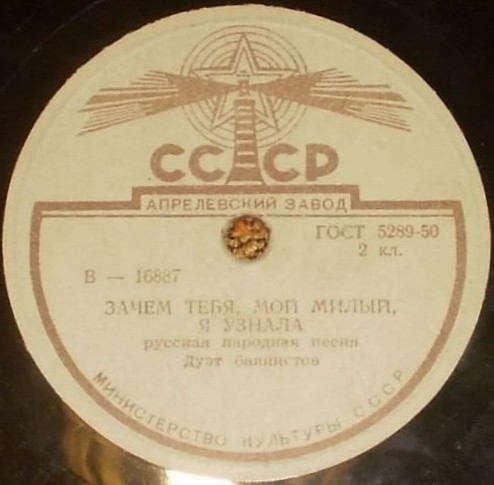 СССР
АПРЕЛЕВСКИЙ ЗАВОД
ГОСТ 5289-50
2 кл.
В — 16887
ЗАЧЕМ ТЕБЯ, МОЙ МИЛЫЙ,
Я УЗНАЛА
русская народная песня
Дуэт баянистов
МИНИСТЕРСТВО КУЛЬТУРЫ СССР